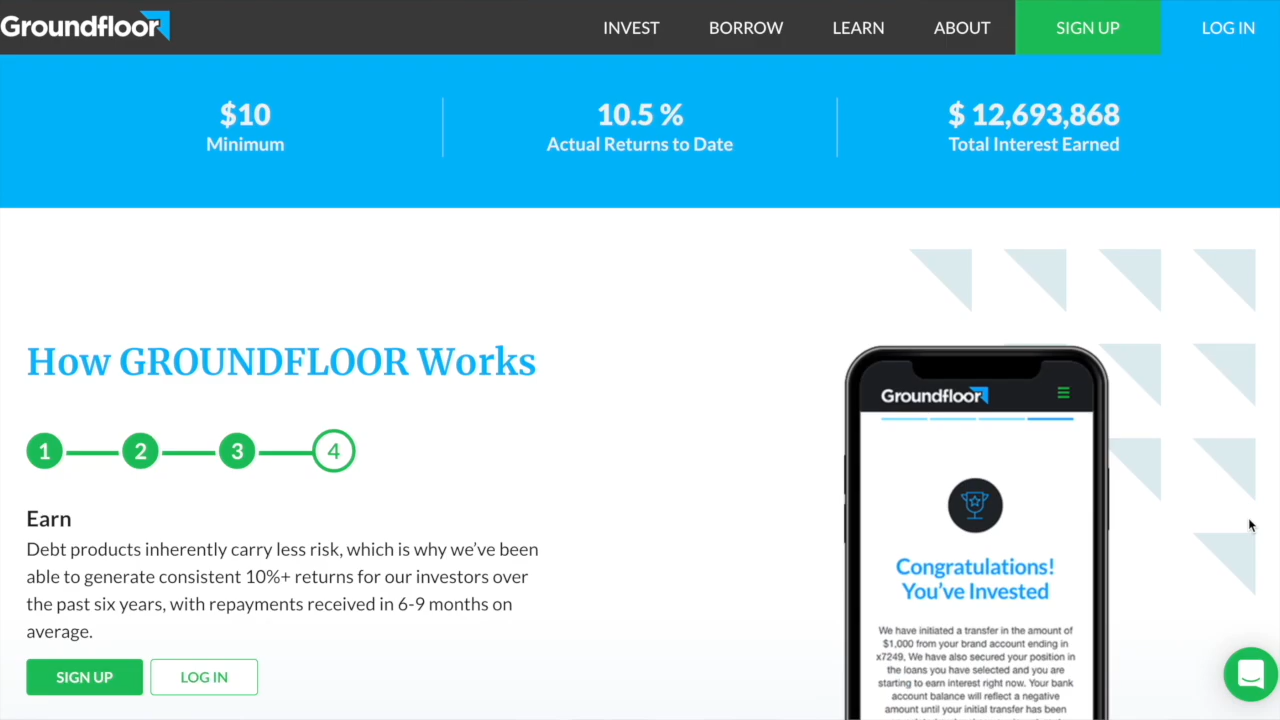 Groundfloor
INVEST
BORROW
LEARN
ABOUT
SIGN UP
LOG IN
$10
Minimum
10.5 %
Actual Returns to Date
$ 12,693,868
Total Interest Earned
How GROUNDFLOOR Works
1
2
3
4
Earn
Debt products inherently carry less risk, which is why we've been
able to generate consistent 10%+ returns for our investors over
the past six years, with repayments received in 6-9 months on
average.
SIGN UP
LOG IN
Groundfloor
Congratulations!
You've Invested
We have initiated a transfer in the amount of
$1,000 from your brand account ending in
x7249, We have also secured your position in
the loans you have selected and you are
starting to earn interest right now. Your bank
account balance will reflect a negative
amount until your initial transfer has been